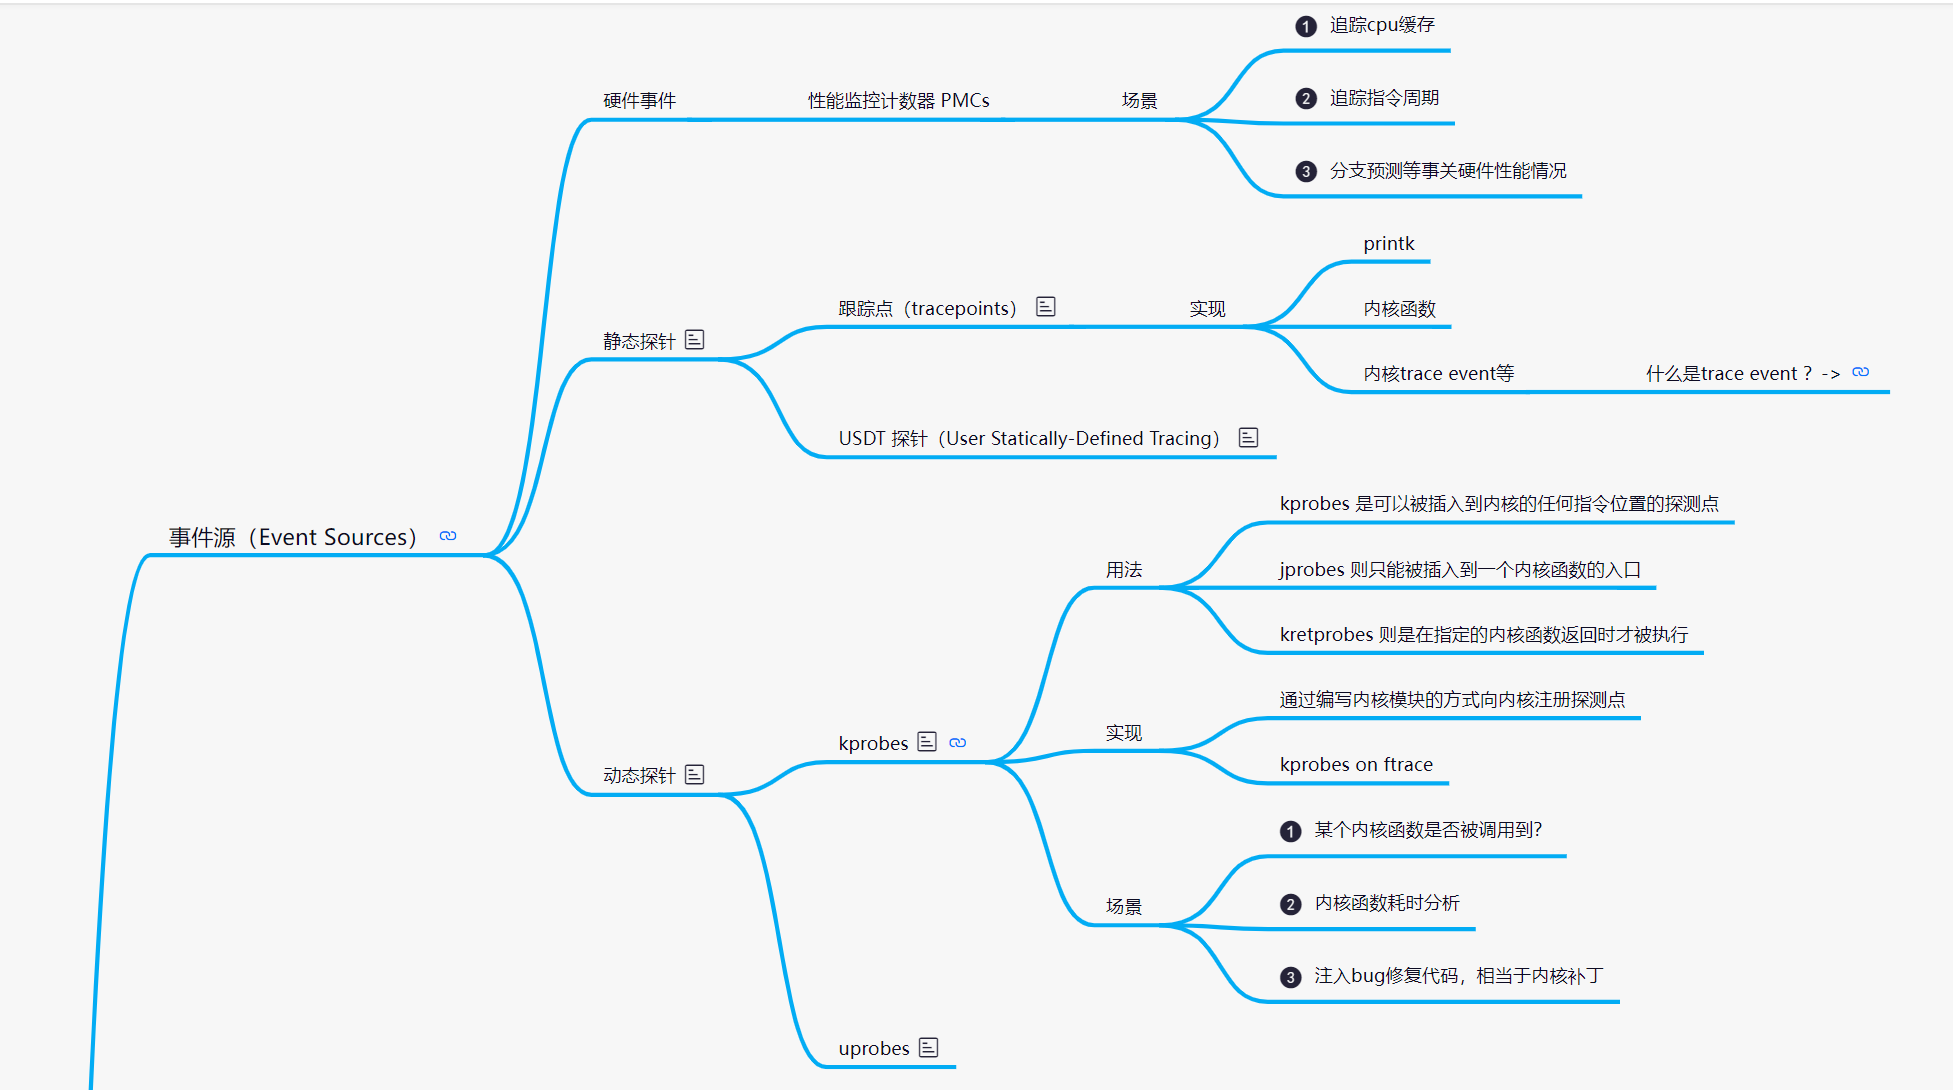 事件源（Event Sources）
硬件事件
性能监控计数器 PMCs
场景
1 追踪cpu缓存
2 追踪指令周期
3 分支预测等事关硬件性能情况
静态探针
跟踪点（tracepoints）
实现
printk
内核函数
内核trace event等
什么是trace event？->
USDT 探针（User Statically-Defined Tracing）
动态探针
kprobes
用法
kprobes 是可以被插入到内核的任何指令位置的探测点
jprobes 则只能被插入到一个内核函数的入口
kretprobes 则是在指定的内核函数返回时才被执行
实现
通过编写内核模块的方式向内核注册探测点
kprobes on ftrace
场景
1 某个内核函数是否被调用到？
2 内核函数耗时分析
3 注入bug修复代码，相当于内核补丁
uprobes